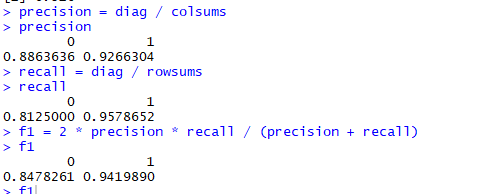 > precision = diag / colsums
> precision
0 1
0.8863636 0.9266304
> recall = diag / rowsums
> recall
0 1
0.8125000 0.9578652
> f1 = 2 * precision * recall / (precision + recall)
> f1
0 1
0.8478261 0.9419890
> f1